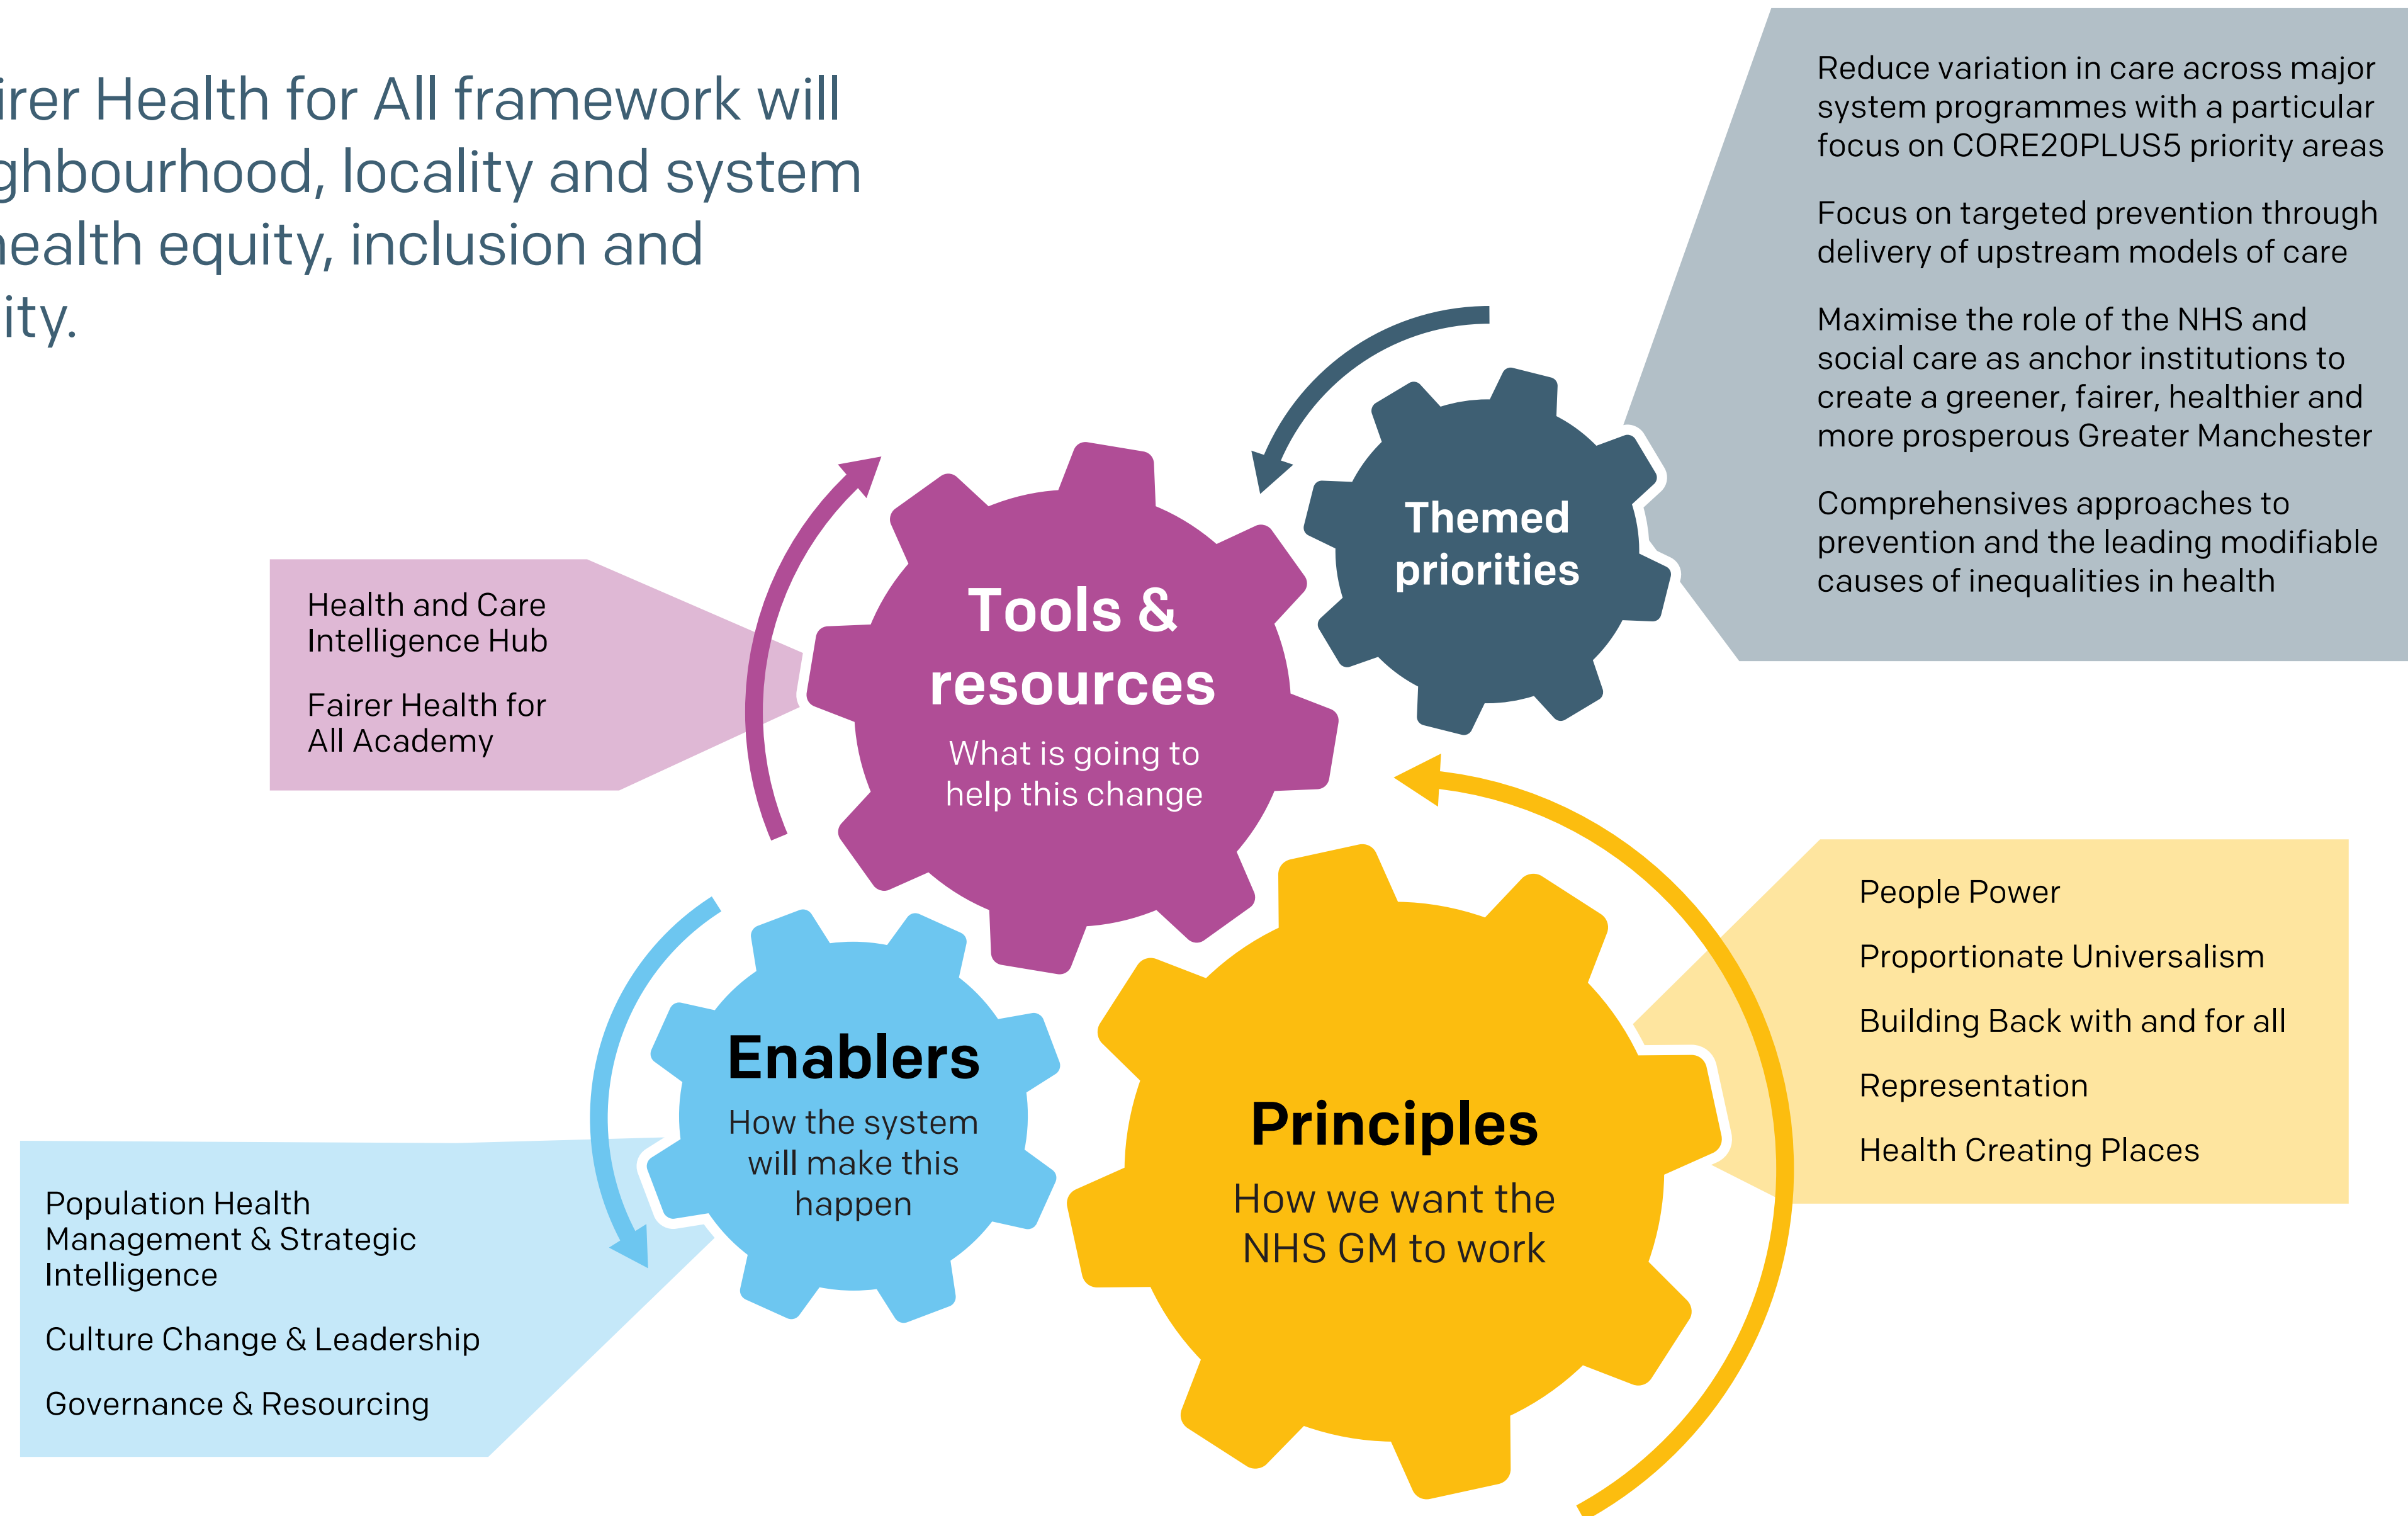 irer Health for All framework will
ghbourhood, locality and system
ealth equity, inclusion and
ity.
Reduce variation in care across major
system programmes with a particular
focus on CORE20PLUS5 priority areas
Focus on targeted prevention through
delivery of upstream models of care
Maximise the role of the NHS and
social care as anchor institutions to
create a greener, fairer, healthier and
more prosperous Greater Manchester
Comprehensives approaches to
prevention and the leading modifiable
causes of inequalities in health
Themed
priorities
Tools &
resources
What is going to
help this change
Health and Care
Intelligence Hub
Fairer Health for
All Academy
Enablers
How the system
will make this
happen
Population Health
Management & Strategic
Intelligence
Culture Change & Leadership
Governance & Resourcing
Principles
How we want the
NHS GM to work
People Power
Proportionate Universalism
Building Back with and for all
Representation
Health Creating Places